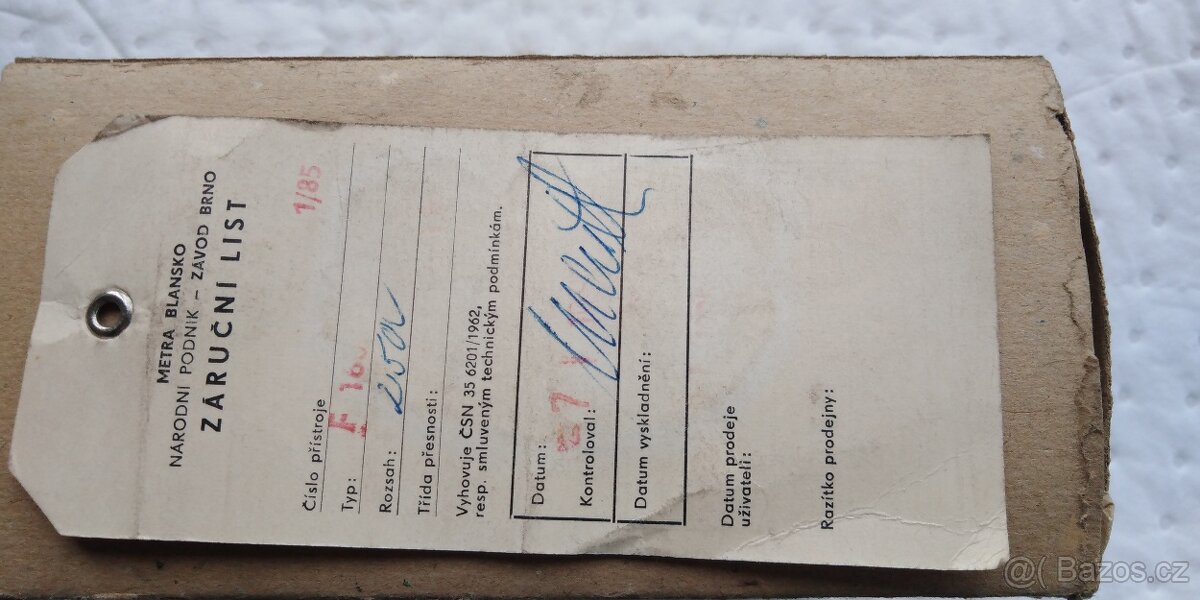 METRA BLANSKO
NÁRODNÍ PODNIK – ZÁVOD BRNO
ZÁRUČNÍ LIST
1/85
Číslo přístroje
Typ: F 160
Rozsah:
Třída přesnosti:
Vyhovuje ČSN 35 6201/1962,
resp. smluveným technickým podmínkám.
Datum:
Kontroloval:
Datum vyskladnění:
Datum prodeje
uživateli:
Razítko prodejny:
@( Bazos.cz